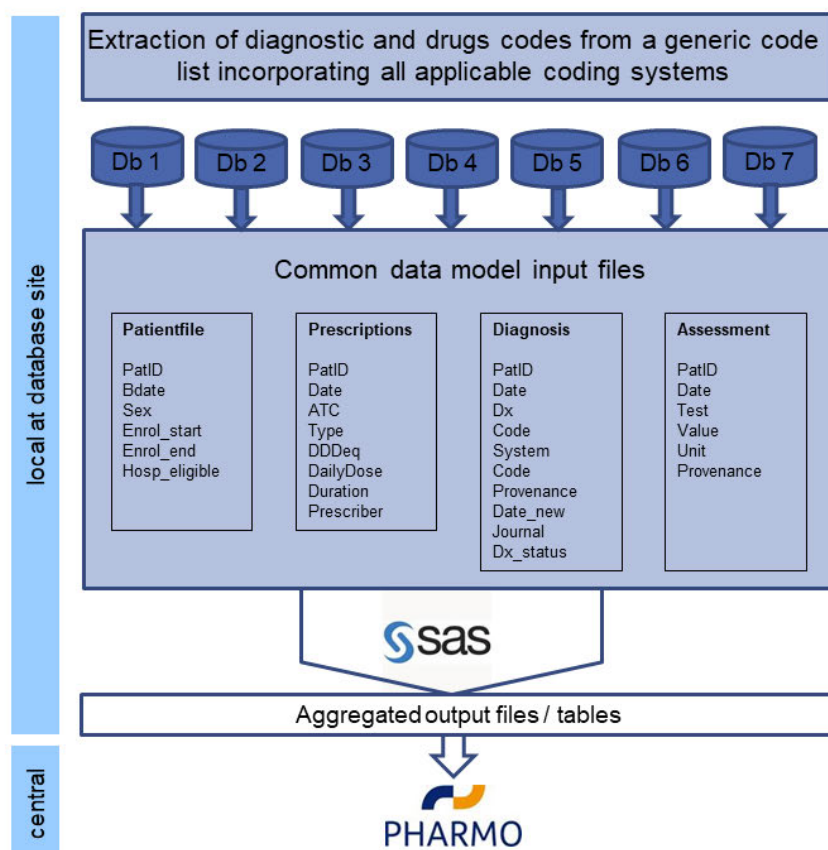 Extraction of diagnostic and drugs codes from a generic code
list incorporating all applicable coding systems
Db 1
Db 2
Db 3
Db 4
Db 5
Db 6
Db 7
local at database site
Common data model input files
Patientfile
PatID
Bdate
Sex
Enrol_start
Enrol_end
Hosp_eligible
Prescriptions
PatID
Date
ATC
Type
DDDeq
DailyDose
Duration
Prescriber
Diagnosis
PatID
Date
Dx
Code
System
Code
Provenance
Date_new
Journal
Dx_status
Assessment
PatID
Date
Test
Value
Unit
Provenance
sas
Aggregated output files / tables
central
PHARMO